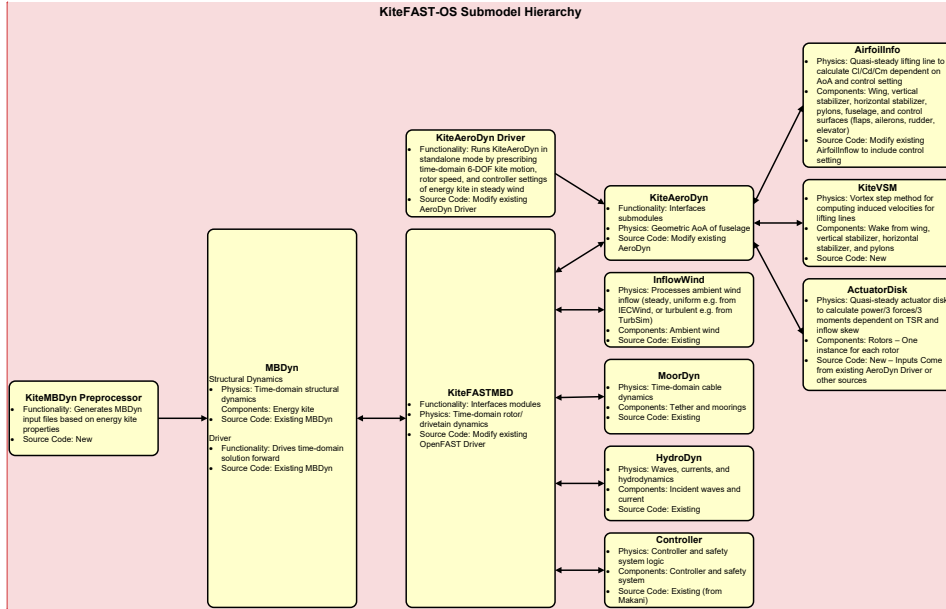 KiteFAST-OS Submodel Hierarchy
KiteMBDyn Preprocessor
• Functionality: Generates MBDyn
input files based on energy kite
properties
• Source Code: New
MBDyn
Structural Dynamics
• Physics: Time-domain structural
dynamics
Components: Energy kite
• Source Code: Existing MBDyn
Driver
• Functionality: Drives time-domain
solution forward
• Source Code: Existing MBDyn
KiteAeroDyn Driver
• Functionality: Runs KiteAeroDyn in
standalone mode by prescribing
time-domain 6-DOF kite motion,
rotor speed, and controller settings
of energy kite in steady wind
• Source Code: Modify existing
AeroDyn Driver
KiteFASTMBD
• Functionality: Interfaces modules
• Physics: Time-domain rotor/
drivetain dynamics
• Source Code: Modify existing
OpenFAST Driver
KiteAeroDyn
• Functionality: Interfaces
submodules
• Physics: Geometric AoA of fuselage
• Source Code: Modify existing
AeroDyn
InflowWind
• Physics: Processes ambient wind
inflow (steady, uniform e.g. from
IECWind, or turbulent e.g. from
TurbSim)
• Components: Ambient wind
• Source Code: Existing
MoorDyn
• Physics: Time-domain cable
dynamics
• Components: Tether and moorings
• Source Code: Existing
HydroDyn
• Physics: Waves, currents, and
hydrodynamics
• Components: Incident waves and
current
• Source Code: Existing
Controller
• Physics: Controller and safety
system logic
• Components: Controller and safety
system
• Source Code: Existing (from
Makani)
AirfoilInfo
• Physics: Quasi-steady lifting line to
calculate Cl/Cd/Cm dependent on
AoA and control setting
• Components: Wing, vertical
stabilizer, horizontal stabilizer,
pylons, fuselage, and control
surfaces (flaps, ailerons, rudder,
elevator)
• Source Code: Modify existing
AirfoilInflow to include control
setting
KiteVSM
• Physics: Vortex step method for
computing induced velocities for
lifting lines
• Components: Wake from wing,
vertical stabilizer, horizontal
stabilizer, and pylons
• Source Code: New
ActuatorDisk
• Physics: Quasi-steady actuator disk
to calculate power/3 forces/3
moments dependent on TSR and
inflow skew
• Components: Rotors – One
instance for each rotor
• Source Code: New – Inputs Come
from existing AeroDyn Driver or
other sources